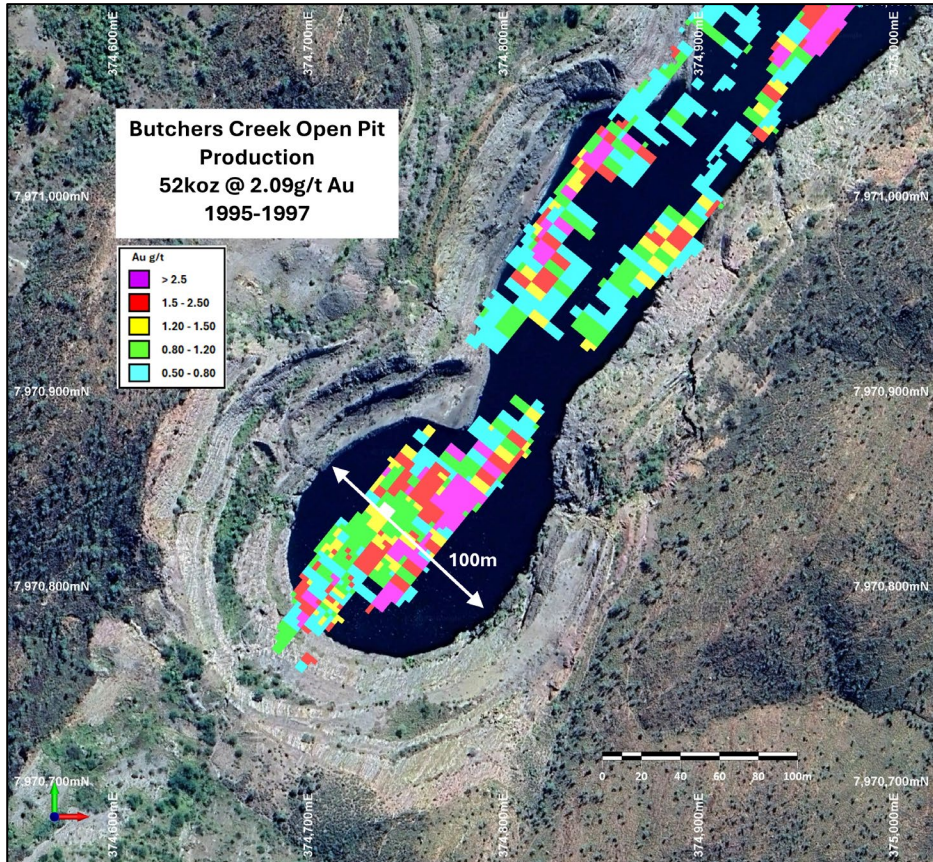 374,600mE
374,700mE
374,800mE
374,900mE
375,000mE
Butchers Creek Open Pit
Production
52koz @ 2.09g/t Au
1995-1997
7,971,000mN
7,971,000mN
Au g/t
> 2.5
1.5 - 2.50
1.20 - 1.50
0.80 - 1.20
0.50 - 0.80
7,970,900mN
7,970,900mN
100m
7,970,800mN
7,970,800mN
0 20 40 60 80 100m
7,970,700mN
7,970,700mN
374,600mE
374,700mE
374,800mE
374,900mE
375,000mE